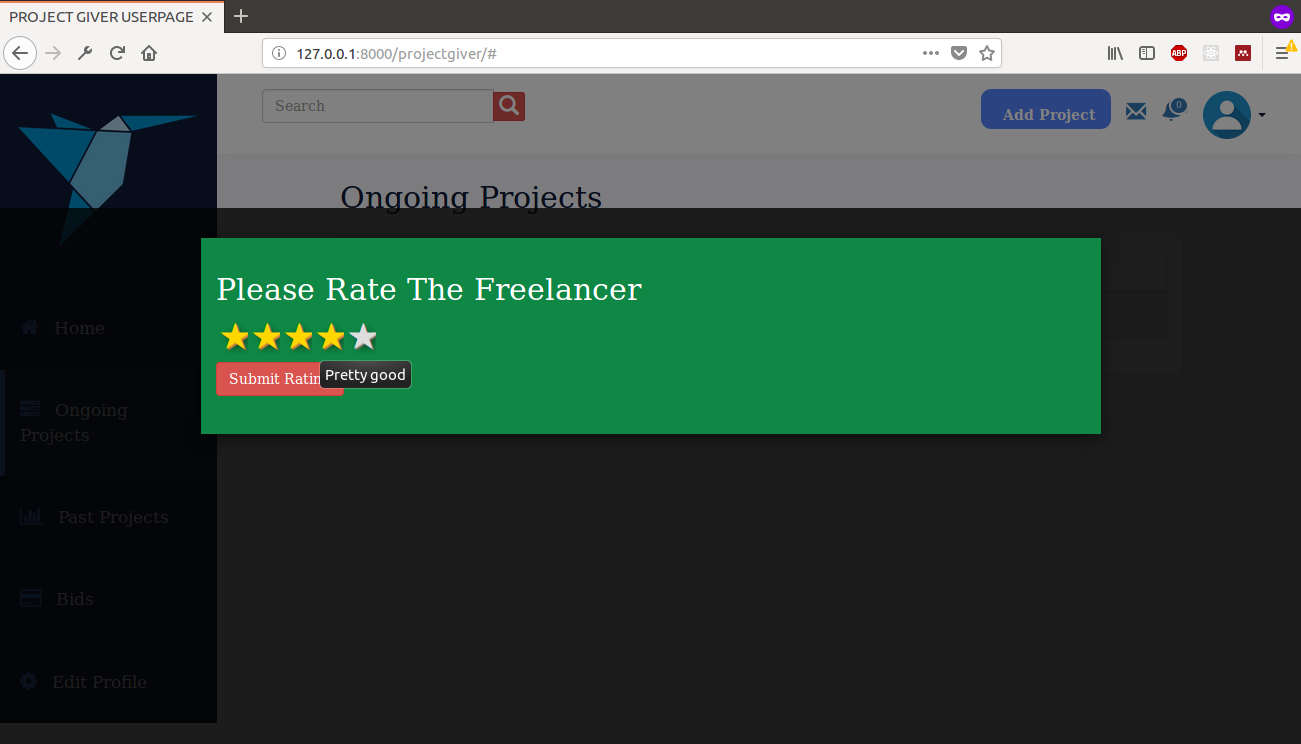 PROJECT GIVER USERPAGE
127.0.0.1:8000/projectgiver/#
ABP
Search
Add Project
0
Ongoing Projects
Please Rate The Freelancer
Submit Ratin
Pretty good
Home
Ongoing
Projects
Past Projects
Bids
Edit Profile